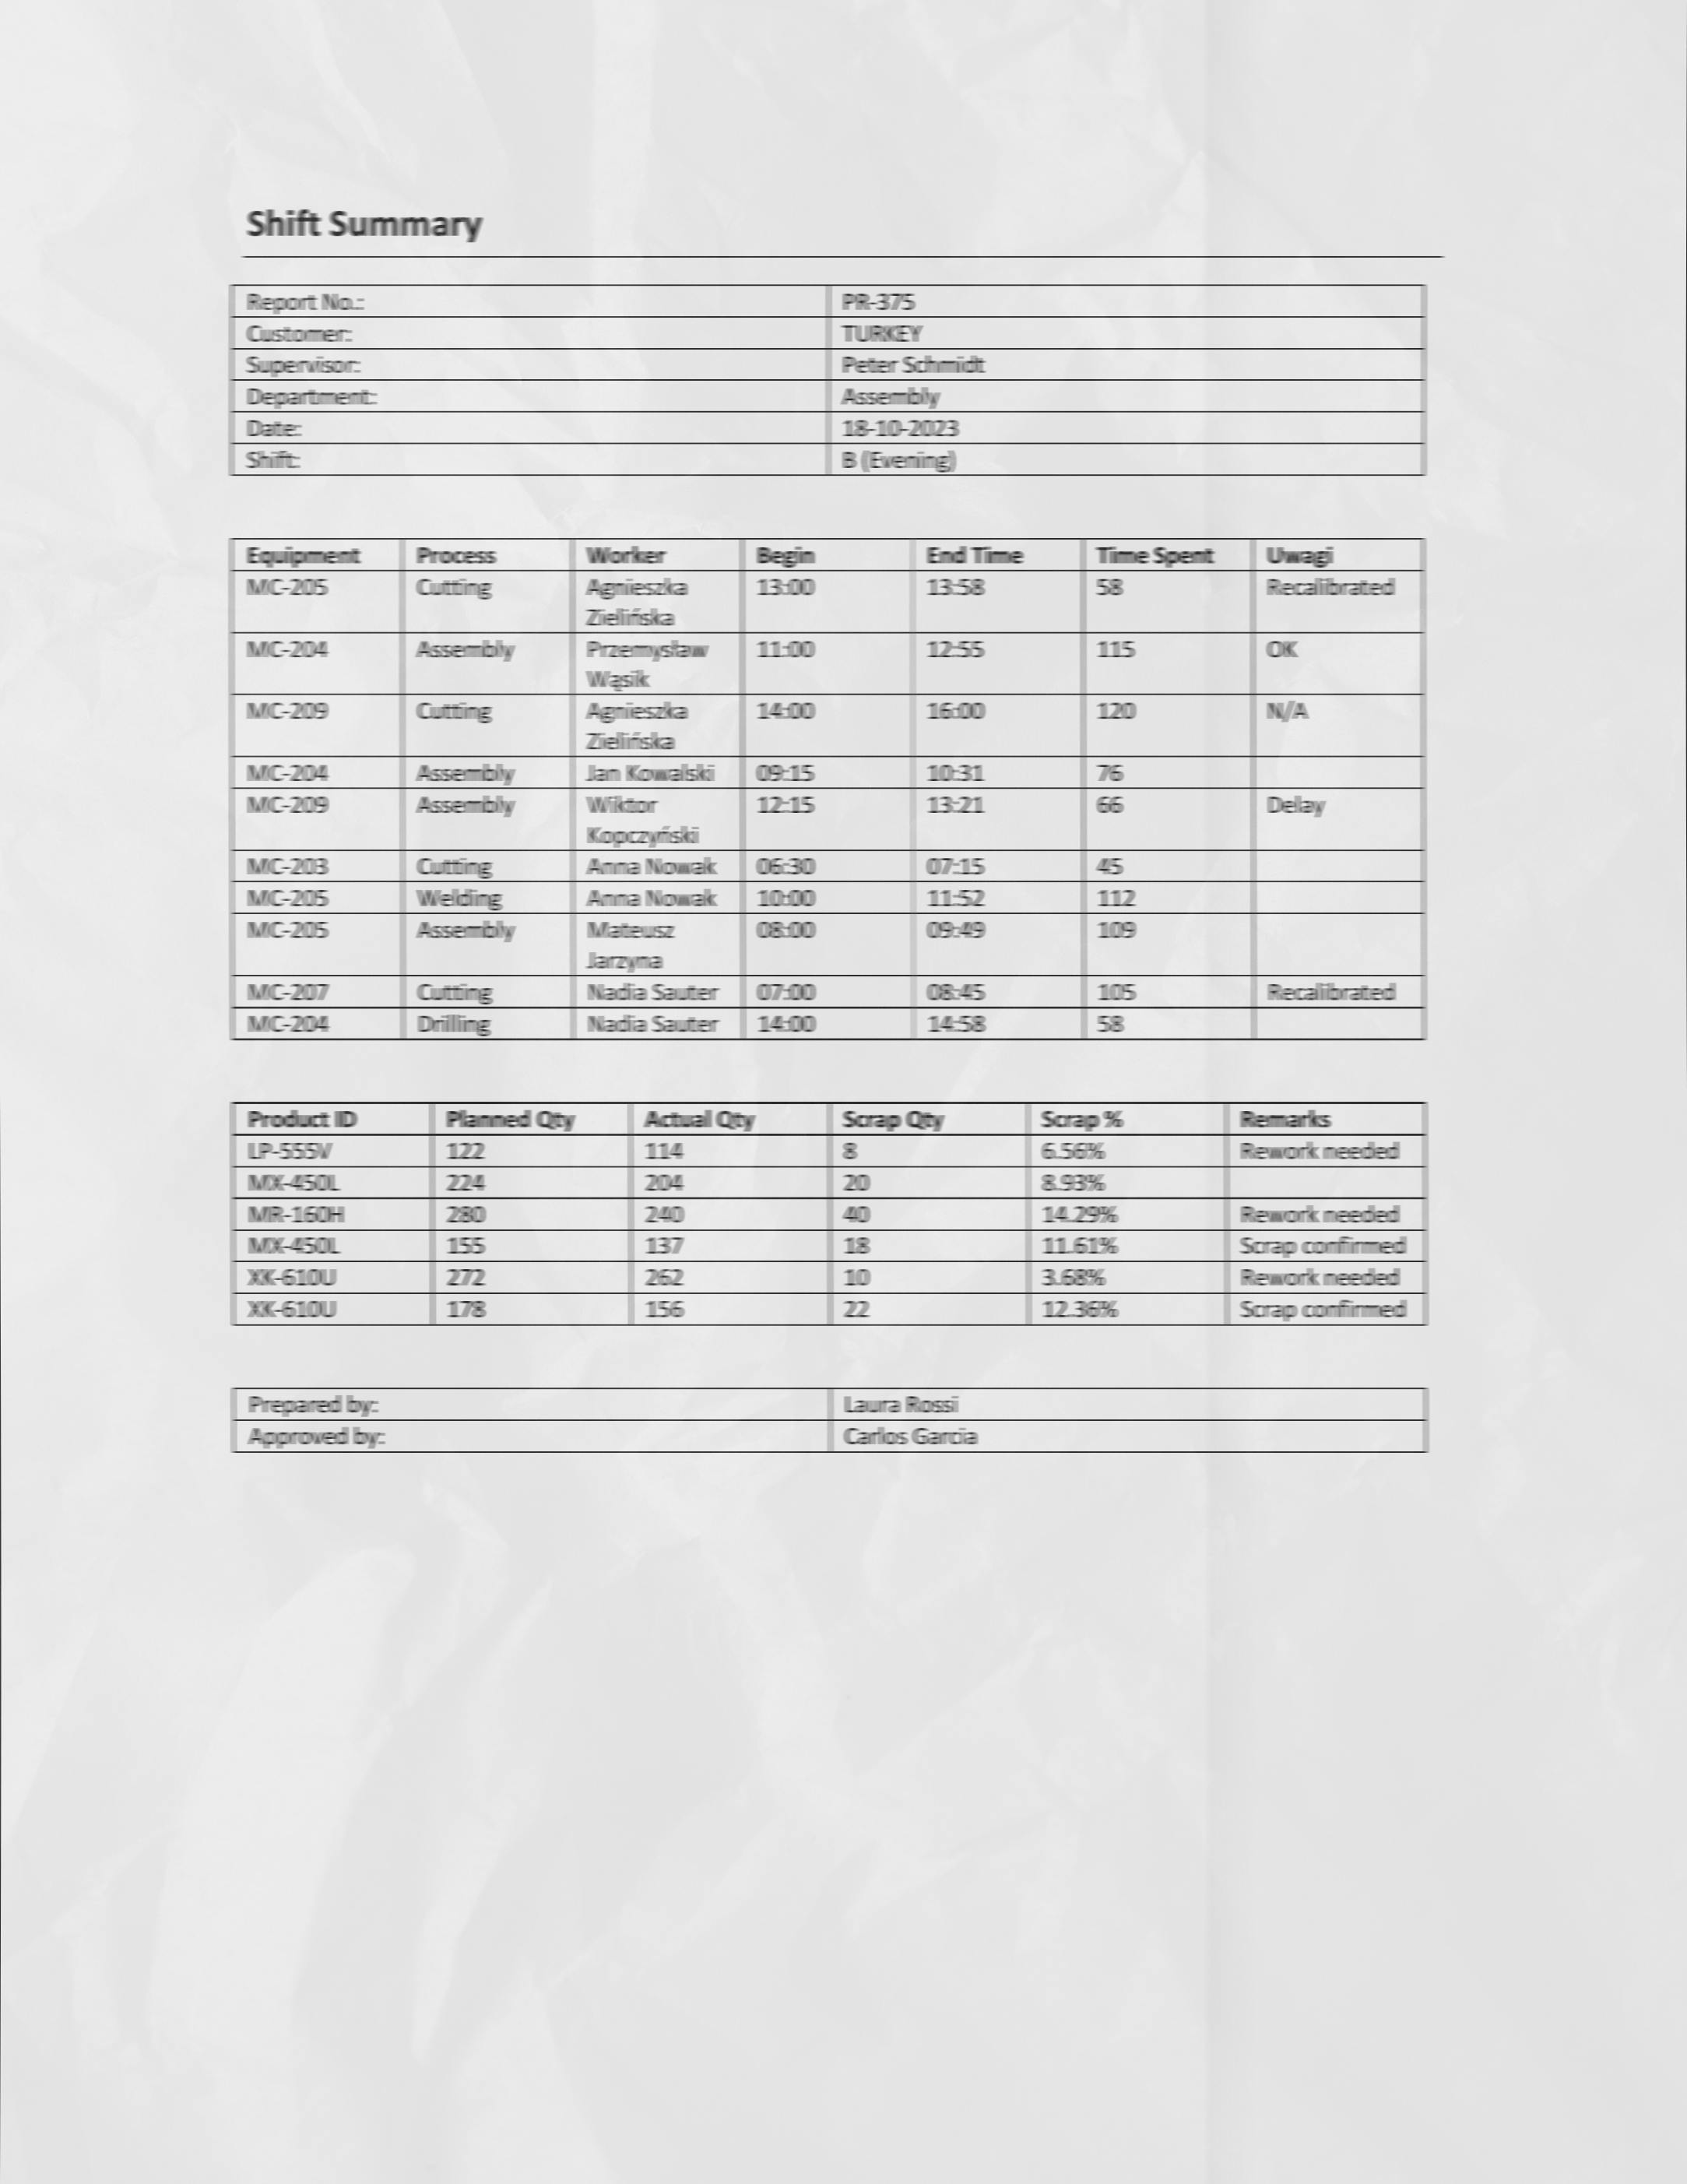 Shift Summary
Report No.: PR-375
Customer: TURKEY
Supervisor: Peter Schmidt
Department: Assembly
Date: 18-10-2023
Shift: B (Evening)
Equipment Process Worker Begin End Time Time Spent Uwagi
MC-205 Cutting Agnieszka 13:00 13:58 58 Recalibrated
Zielińska
MC-204 Assembly Przemysław 11:00 12:55 115 OK
Wąsik
MC-209 Cutting Agnieszka 14:00 16:00 120 N/A
Zielińska
MC-204 Assembly Jan Kowalski 09:15 10:31 76
MC-209 Assembly Wiktor 12:15 13:21 66 Delay
Kopczyński
MC-203 Cutting Anna Nowak 06:30 07:15 45
MC-205 Welding Anna Nowak 10:00 11:52 112
MC-205 Assembly Mateusz 08:00 09:49 109
Jarzyna
MC-207 Cutting Nadia Sauter 07:00 08:45 105 Recalibrated
MC-204 Drilling Nadia Sauter 14:00 14:58 58
Product ID Planned Qty Actual Qty Scrap Qty Scrap % Remarks
LP-555V 122 114 8 6.56% Rework needed
MX-450L 224 204 20 8.93%
MR-160H 280 240 40 14.29% Rework needed
MX-450L 155 137 18 11.61% Scrap confirmed
XK-610U 272 262 10 3.68% Rework needed
XK-610U 178 156 22 12.36% Scrap confirmed
Prepared by: Laura Rossi
Approved by: Carlos Garcia